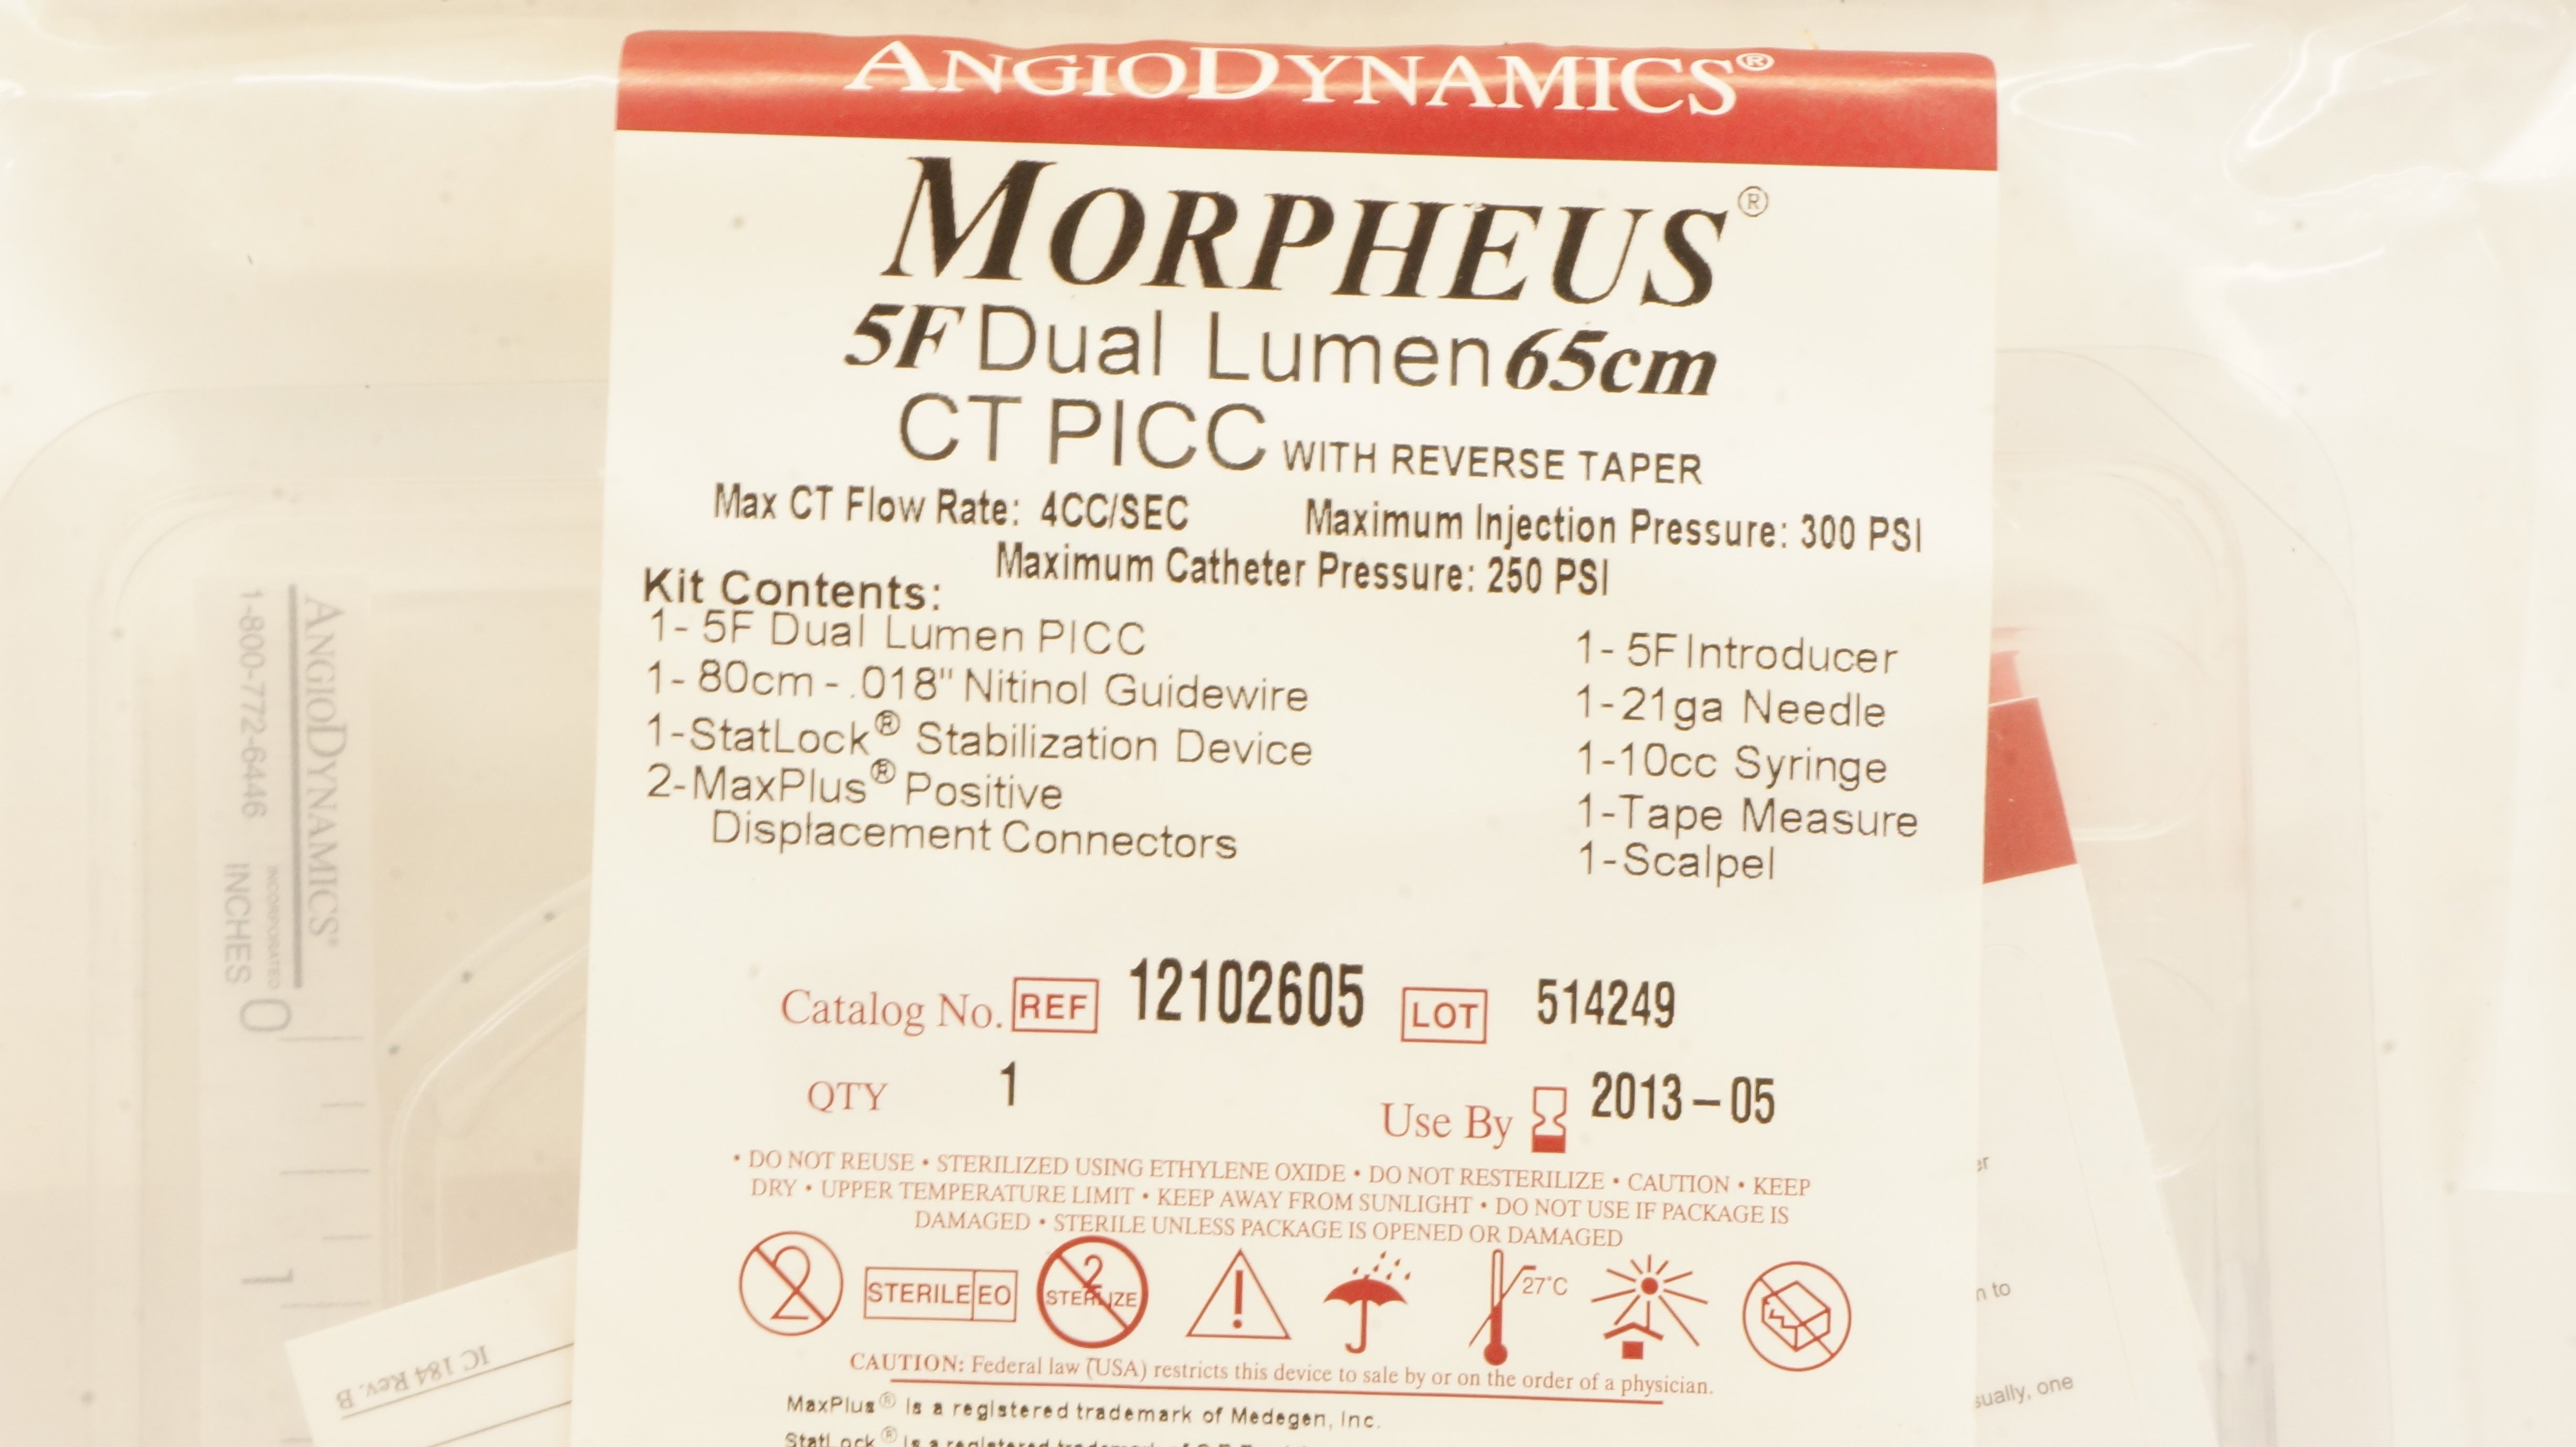 ANGIODYNAMICS®
MORPHEUS®
5F Dual Lumen 65cm
CT PICC WITH REVERSE TAPER
Max CT Flow Rate: 4CC/SEC Maximum Injection Pressure: 300 PSI
Maximum Catheter Pressure: 250 PSI
Kit Contents:
1- 5F Dual Lumen PICC
1- 80cm - .018" Nitinol Guidewire
1-StatLock® Stabilization Device
2-MaxPlus® Positive
Displacement Connectors
1- 5F Introducer
1-21ga Needle
1-10cc Syringe
1-Tape Measure
1-Scalpel
Catalog No. REF 12102605 LOT 514249
QTY 1
Use By 2013-05
• DO NOT REUSE • STERILIZED USING ETHYLENE OXIDE • DO NOT RESTERILIZE • CAUTION • KEEP
DRY • UPPER TEMPERATURE LIMIT • KEEP AWAY FROM SUNLIGHT • DO NOT USE IF PACKAGE IS
DAMAGED • STERILE UNLESS PACKAGE IS OPENED OR DAMAGED
2
STERILE EO
2
STERILIZE
27°C
CAUTION: Federal law (USA) restricts this device to sale by or on the order of a physician.
MaxPlus® is a registered trademark of Medegen, Inc.
StatLock® is a registered trademark of
ANGIODYNAMICS®
INCORPORATED
1-800-772-6446
INCHES
0
1
IC 184 Rev. B
er
n to
sually, one